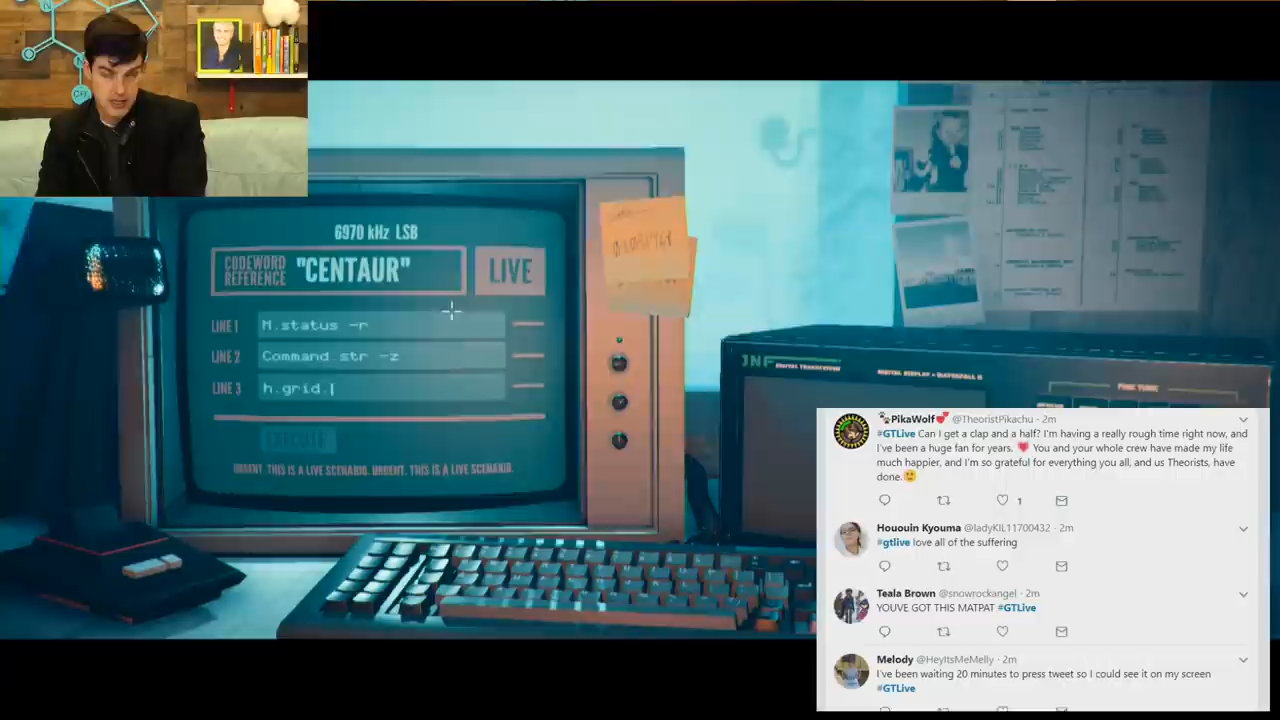 6970 kHz LSB
CODEWORD REFERENCE "CENTAUR"
LIVE
LINE 1 M.status -r
LINE 2 Command str -z
LINE 3 h.grid.
EXECUTE
URGENT. THIS IS A LIVE SCENARIO. URGENT. THIS IS A LIVE SCENARIO.
JNF DIGITAL TRANSCEIVER
FINE TUNE
🐾PikaWolf💕 @TheoristPikachu · 2m
#GTLive Can I get a clap and a half? I'm having a really rough time right now, and
I've been a huge fan for years. 💗 You and your whole crew have made my life
much happier, and I'm so grateful for everything you all, and us Theorists, have
done.🙂
1
Hououin Kyouma @ladyKIL11700432 · 2m
#gtlive love all of the suffering
Teala Brown @snowrockangel · 2m
YOUVE GOT THIS MATPAT #GTLive
Melody @HeyItsMeMelly · 2m
I've been waiting 20 minutes to press tweet so I could see it on my screen
#GTLive